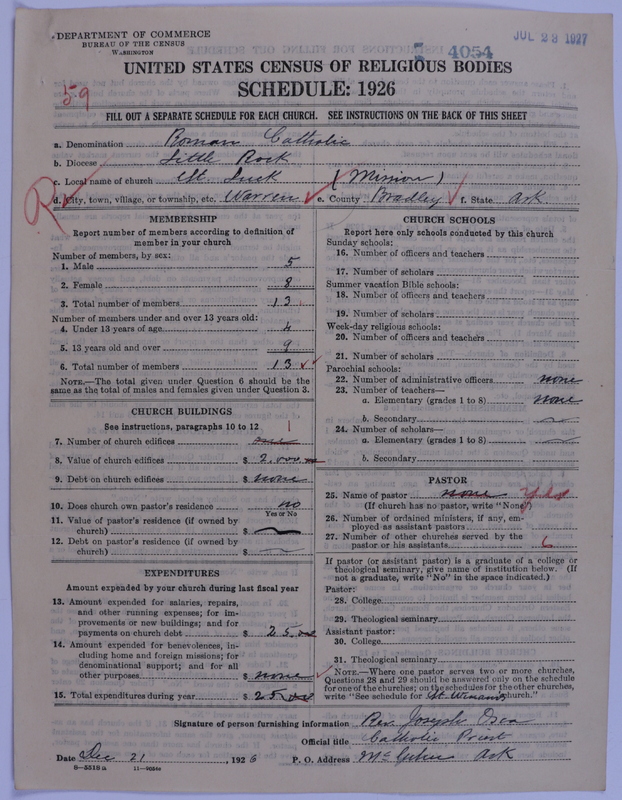 DEPARTMENT OF COMMERCE
BUREAU OF THE CENSUS
WASHINGTON
4054
JUL 23 1927
UNITED STATES CENSUS OF RELIGIOUS BODIES
SCHEDULE: 1926
59
FILL OUT A SEPARATE SCHEDULE FOR EACH CHURCH. SEE INSTRUCTIONS ON THE BACK OF THIS SHEET
a. Denomination Roman Catholic
b. Diocese Little Rock
c. Local name of church St. Luck (Mission)
d. City, town, village, or township, etc. Warren e. County Bradley f. State Ark
MEMBERSHIP
Report number of members according to definition of
member in your church
Number of members, by sex:
1. Male 5
2. Female 8
3. Total number of members 13
Number of members under and over 13 years old:
4. Under 13 years of age 4
5. 13 years old and over 9
6. Total number of members 13
NOTE.—The total given under Question 6 should be the
same as the total of males and females given under Question 3.
CHURCH BUILDINGS
See instructions, paragraphs 10 to 12
7. Number of church edifices one 1
8. Value of church edifices $ 2.000
9. Debt on church edifices $ none
10. Does church own pastor's residence no
Yes or No
11. Value of pastor's residence (if owned by
church) $
12. Debt on pastor's residence (if owned by
church) $
EXPENDITURES
Amount expended by your church during last fiscal year
13. Amount expended for salaries, repairs,
and other running expenses; for im-
provements or new buildings; and for
payments on church debt $ 25.00
14. Amount expended for benevolences, in-
cluding home and foreign missions; for
denominational support; and for all
other purposes $ none
15. Total expenditures during year $ 25.00
CHURCH SCHOOLS
Report here only schools conducted by this church
Sunday schools:
16. Number of officers and teachers
17. Number of scholars
Summer vacation Bible schools:
18. Number of officers and teachers
19. Number of scholars
Week-day religious schools:
20. Number of officers and teachers
21. Number of scholars
Parochial schools:
22. Number of administrative officers none
23. Number of teachers—
a. Elementary (grades 1 to 8) none
b. Secondary
24. Number of scholars—
a. Elementary (grades 1 to 8)
b. Secondary
PASTOR
25. Name of pastor none
(If church has no pastor, write "None")
26. Number of ordained ministers, if any, em-
ployed as assistant pastors
27. Number of other churches served by the
pastor or his assistants 6
If pastor (or assistant pastor) is a graduate of a college or
theological seminary, give name of institution below. (If
not a graduate, write "No" in the space indicated.)
Pastor:
28. College
29. Theological seminary
Assistant pastor:
30. College
31. Theological seminary
NOTE.—Where one pastor serves two or more churches,
Questions 28 and 29 should be answered only on the schedule
for one of the churches; on the schedules for the other churches,
write "See schedule for St. Winands church."
Signature of person furnishing information Rev. Joseph
Official title Catholic Priest
Date Dec 21, 1926 P. O. Address McGehee Ark
8-5518a 11-9034